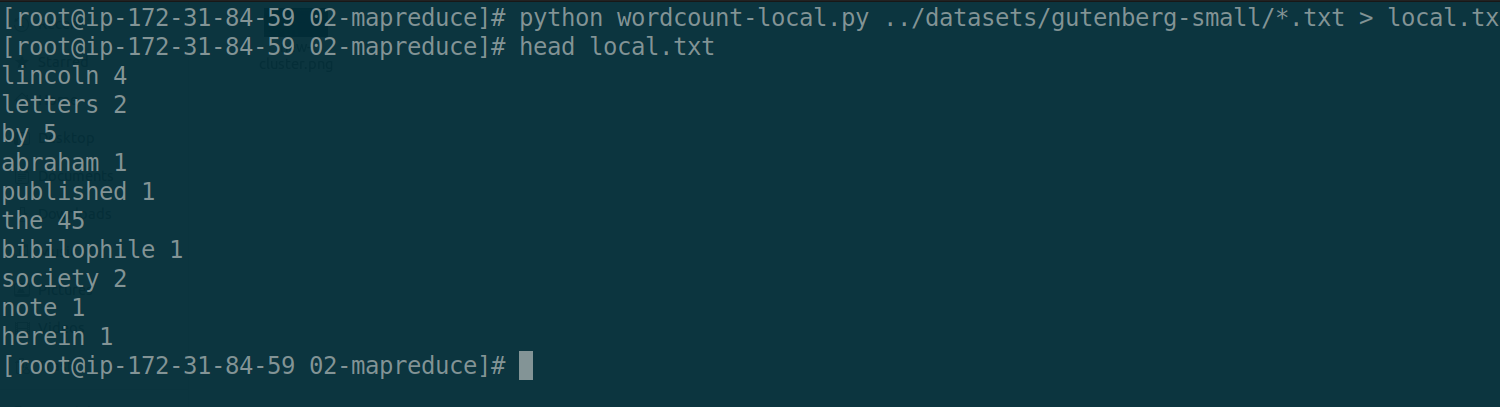 [root@ip-172-31-84-59 02-mapreduce]# python wordcount-local.py ../datasets/gutenberg-small/*.txt > local.tx
[root@ip-172-31-84-59 02-mapreduce]# head local.txt
cluster.png
lincoln 4
letters 2
by 5
abraham 1
published 1
the 45
bibilophile 1
society 2
note 1
herein 1
[root@ip-172-31-84-59 02-mapreduce]#